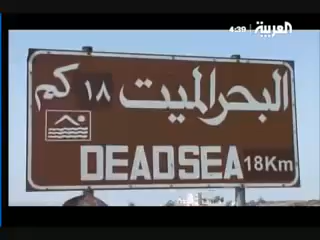 4:39 العربية
البحر الميت ١٨ كم
DEADSEA 18Km